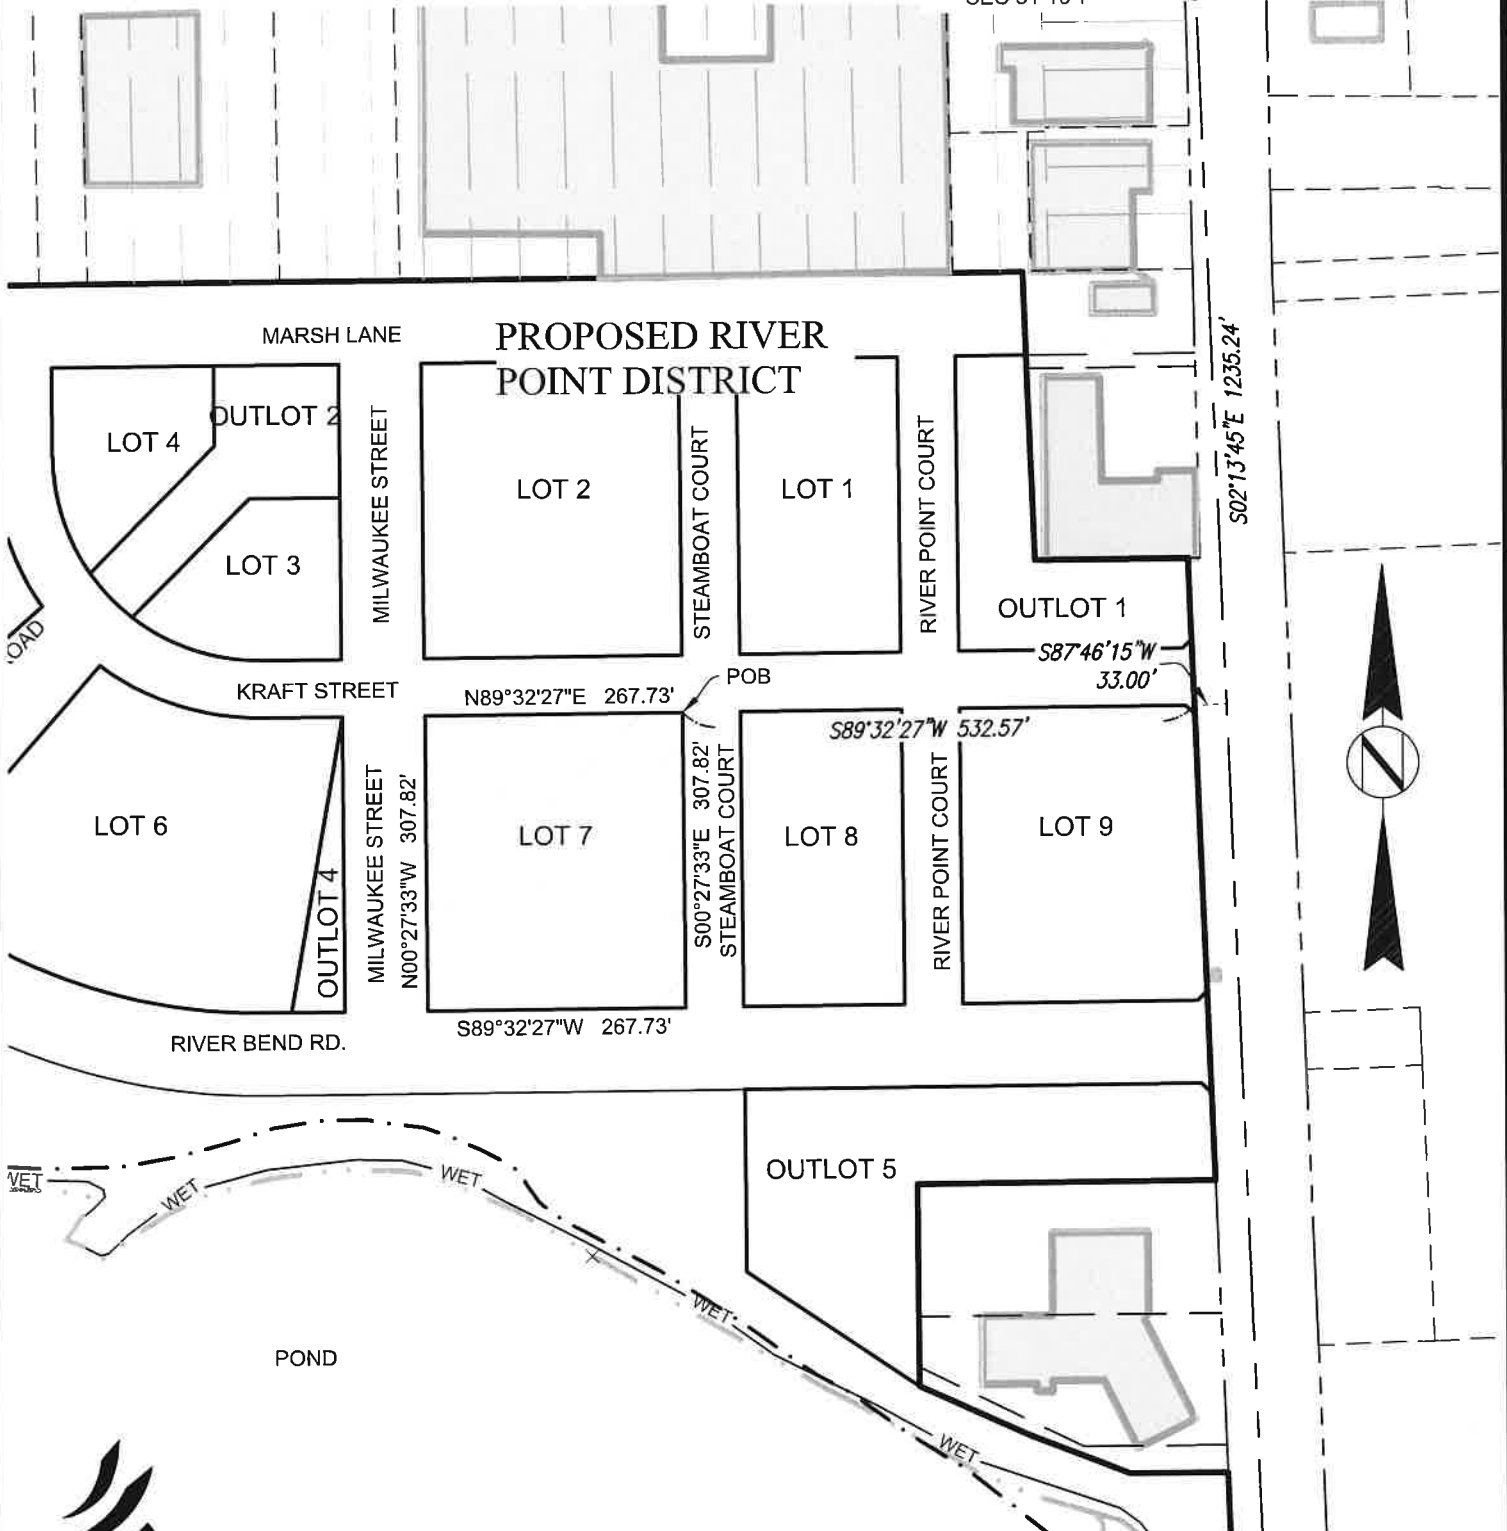 MARSH LANE
PROPOSED RIVER
POINT DISTRICT
LOT 4
OUTLOT 2
MILWAUKEE STREET
LOT 2
STEAMBOAT COURT
LOT 1
RIVER POINT COURT
S02°13'45"E 1235.24'
LOT 3
OUTLOT 1
S87°46'15"W
33.00'
KRAFT STREET
N89°32'27"E 267.73'
POB
S89°32'27"W 532.57'
LOT 6
OUTLOT 4
MILWAUKEE STREET
N00°27'33"W 307.82'
LOT 7
S00°27'33"E 307.82'
STEAMBOAT COURT
LOT 8
RIVER POINT COURT
LOT 9
N
S89°32'27"W 267.73'
RIVER BEND RD.
OUTLOT 5
WET
WET
WET
WET
WET
POND